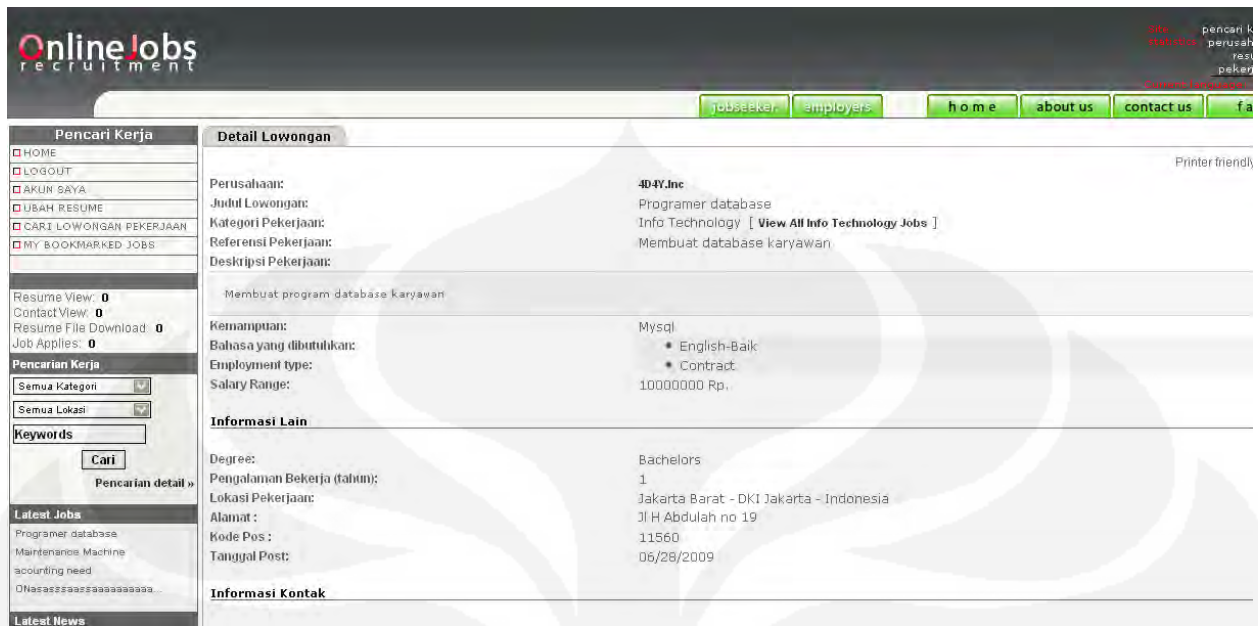 OnlineJobs
recruitment
pencari k
perusah
resu
peker
jobseeker
employers
home
about us
contact us
fa
Pencari Kerja
HOME
LOGOUT
AKUN SAYA
UBAH RESUME
CARI LOWONGAN PEKERJAAN
MY BOOKMARKED JOBS
Resume View: 0
Contact View: 0
Resume File Download: 0
Job Applies: 0
Pencarian Kerja
Semua Kategori
Semua Lokasi
Keywords
Cari
Pencarian detail »
Latest Jobs
Programer database
Maintenance Machine
acounting need
Latest News
Detail Lowongan
Printer friendly
Perusahaan: 4D4Y.Inc
Judul Lowongan: Programer database
Kategori Pekerjaan: Info Technology [ View All Info Technology Jobs ]
Referensi Pekerjaan: Membuat database karyawan
Deskripsi Pekerjaan:
Membuat program database karyawan
Kemampuan: Mysql
Bahasa yang dibutuhkan: • English-Baik
Employment type: • Contract
Salary Range: 10000000 Rp.
Informasi Lain
Degree: Bachelors
Pengalaman Bekerja (tahun): 1
Lokasi Pekerjaan: Jakarta Barat - DKI Jakarta - Indonesia
Alamat : Jl H Abdulah no 19
Kode Pos : 11560
Tanggal Post: 06/28/2009
Informasi Kontak